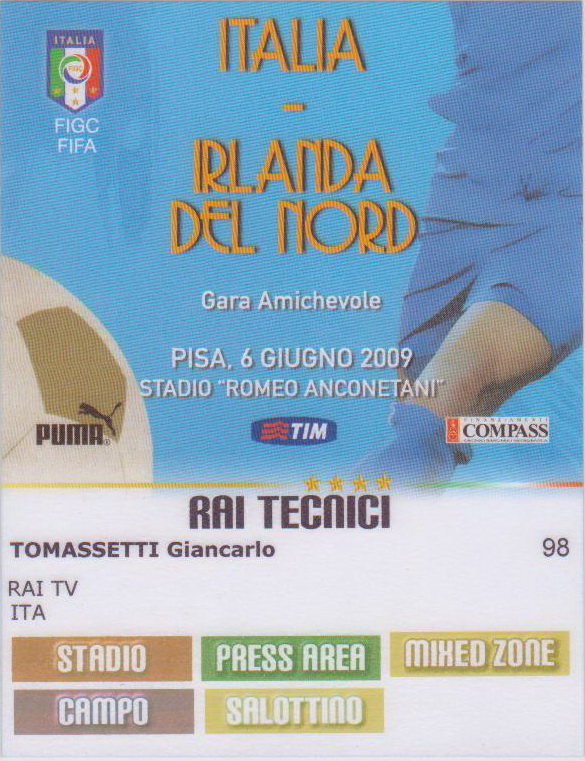 ITALIA
FIGC
FIGC
FIFA
ITALIA
-
IRLANDA
DEL NORD
Gara Amichevole
PISA, 6 GIUGNO 2009
STADIO "ROMEO ANCONETANI"
PUMA®
TIM
FINANZIAMENTI
COMPASS
RAI TECNICI
TOMASSETTI Giancarlo 98
RAI TV
ITA
STADIO PRESS AREA MIXED ZONE
CAMPO SALOTTINO